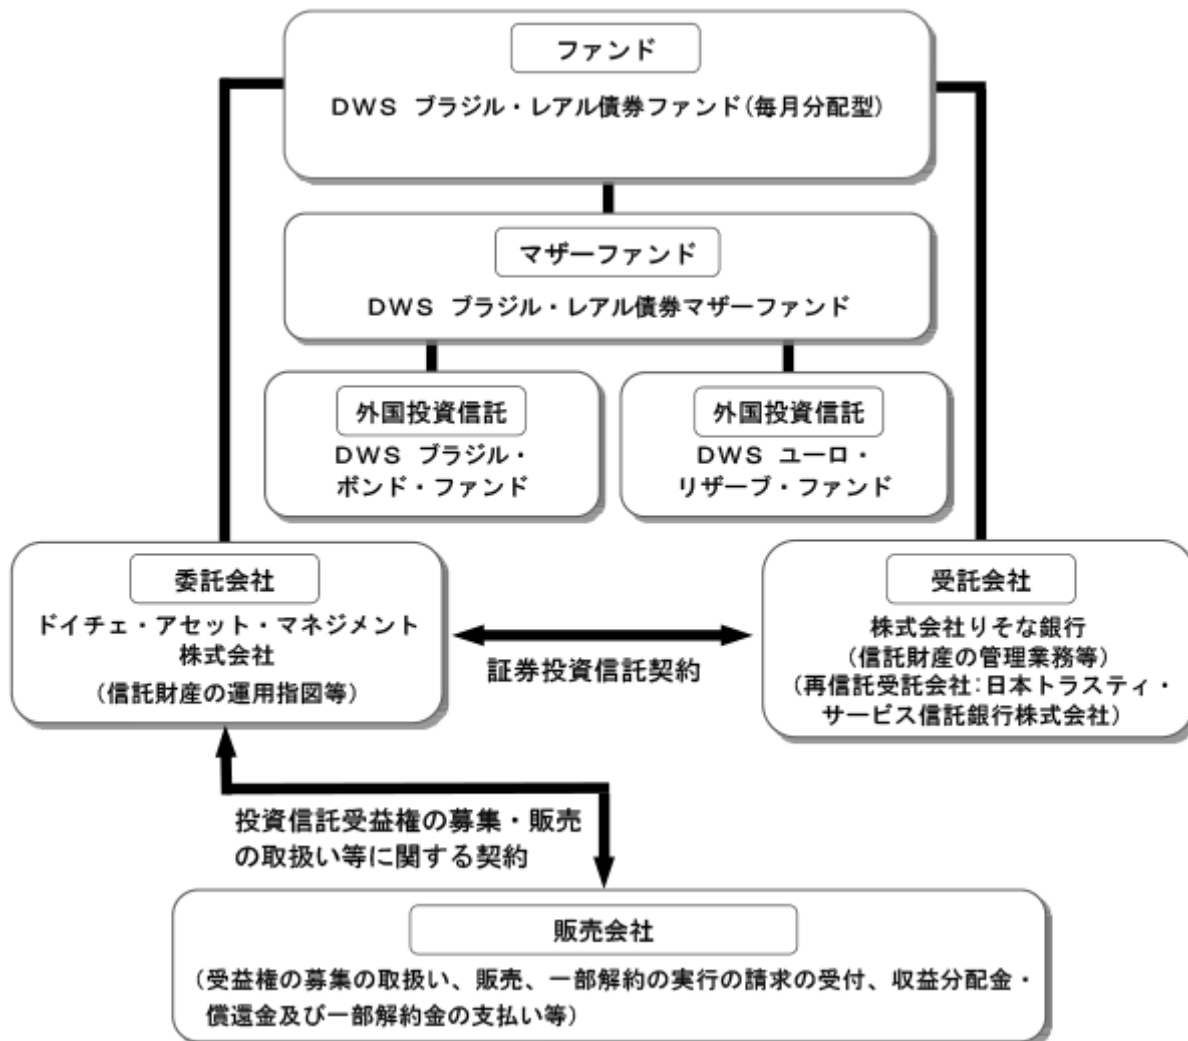 ファンド
DWS ブラジル・レアル債券ファンド(毎月分配型)
マザーファンド
DWS ブラジル・レアル債券マザーファンド
外国投資信託
DWS ブラジル・
ボンド・ファンド
外国投資信託
DWS ユーロ・
リザーブ・ファンド
委託会社
ドイチェ・アセット・マネジメント
株式会社
(信託財産の運用指図等)
証券投資信託契約
受託会社
株式会社りそな銀行
(信託財産の管理業務等)
(再信託受託会社:日本トラスティ・
サービス信託銀行株式会社)
投資信託受益権の募集・販売
の取扱い等に関する契約
販売会社
(受益権の募集の取扱い、販売、一部解約の実行の請求の受付、収益分配金・
償還金及び一部解約金の支払い等)